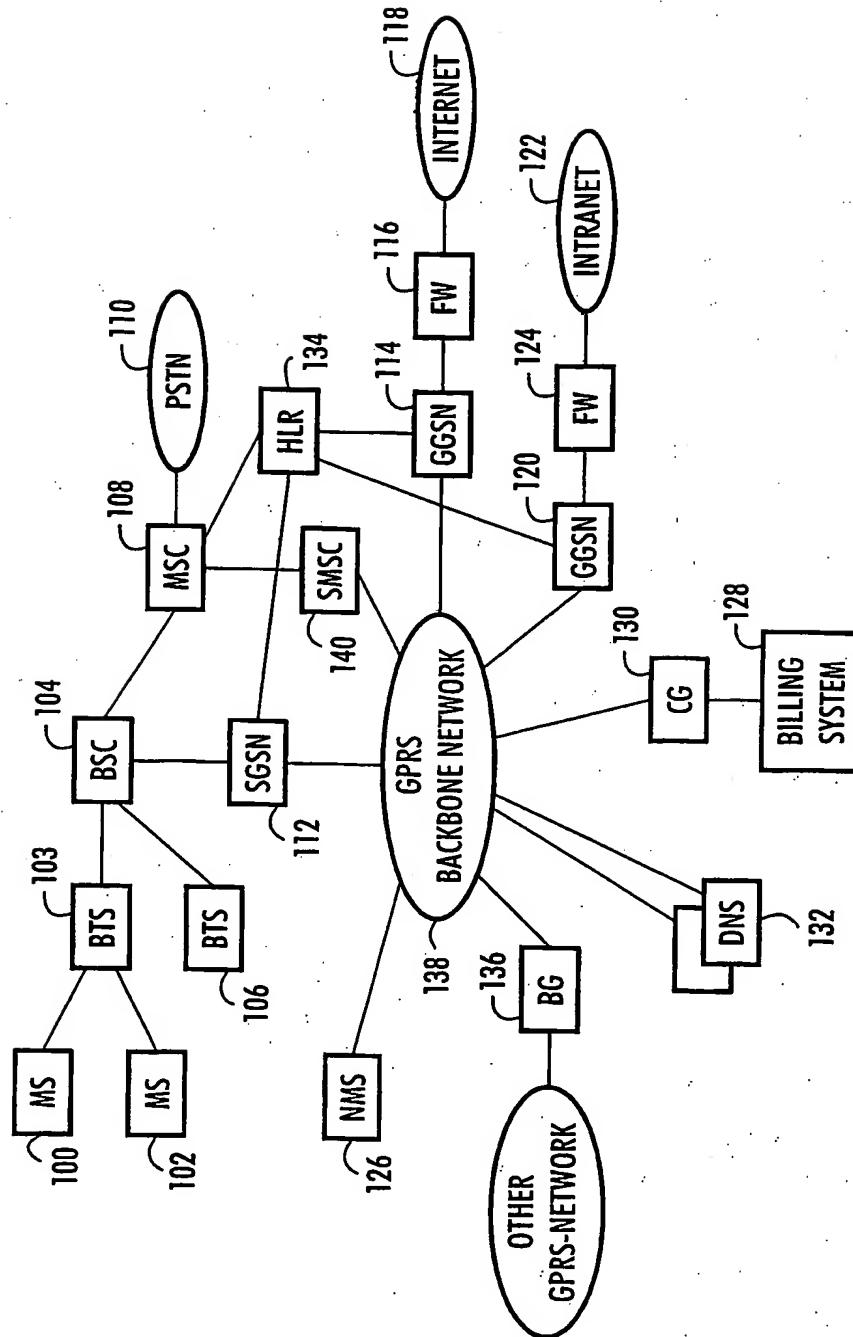 100
MS
102
MS
103
BTS
106
BTS
104
BSC
108
MSC
110
PSTN
112
SGSN
140
SMSC
134
HLR
126
NMS
138
GPRS
BACKBONE NETWORK
114
GGSN
116
FW
118
INTERNET
120
GGSN
124
FW
122
INTRANET
OTHER
GPRS-NETWORK
136
BG
DNS
132
130
CG
128
BILLING
SYSTEM